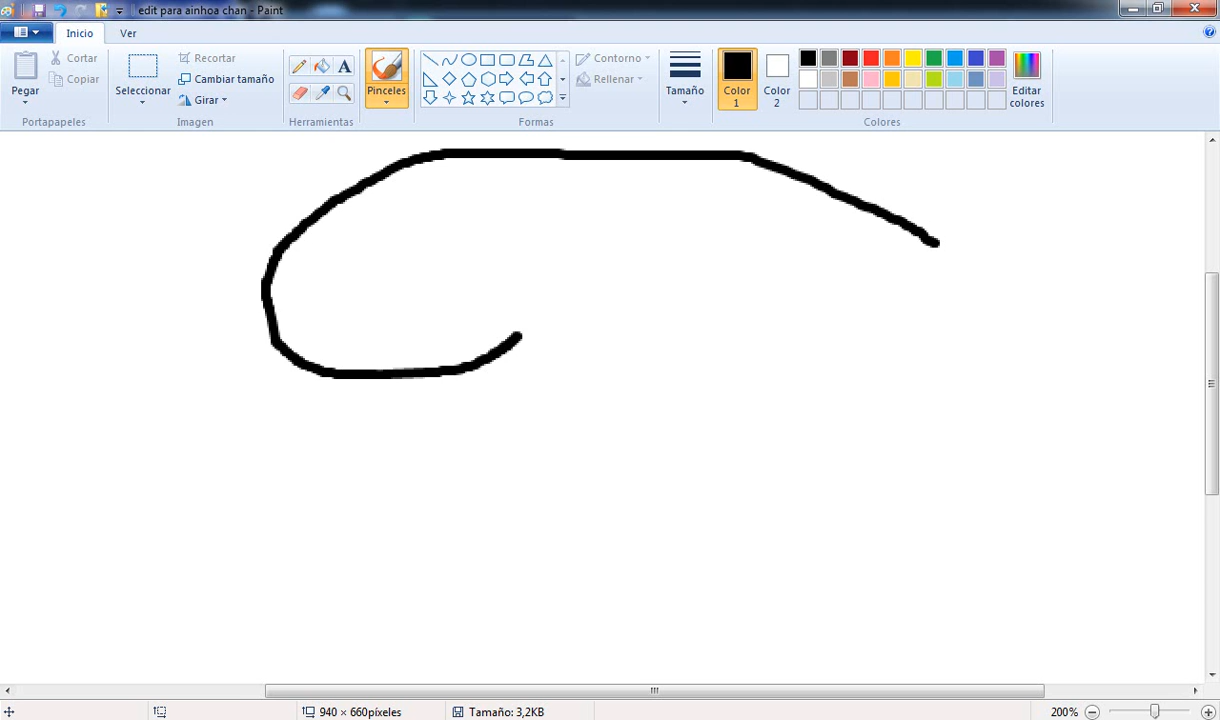 edit para ainhoa chan - Paint
Inicio
Ver
Pegar
Cortar
Copiar
Portapapeles
Seleccionar
Recortar
Cambiar tamaño
Girar
Imagen
A
Herramientas
Pinceles
Contorno
Rellenar
Formas
Tamaño
Color
1
Color
2
Editar
colores
Colores
940 × 660píxeles
Tamaño: 3,2KB
200%